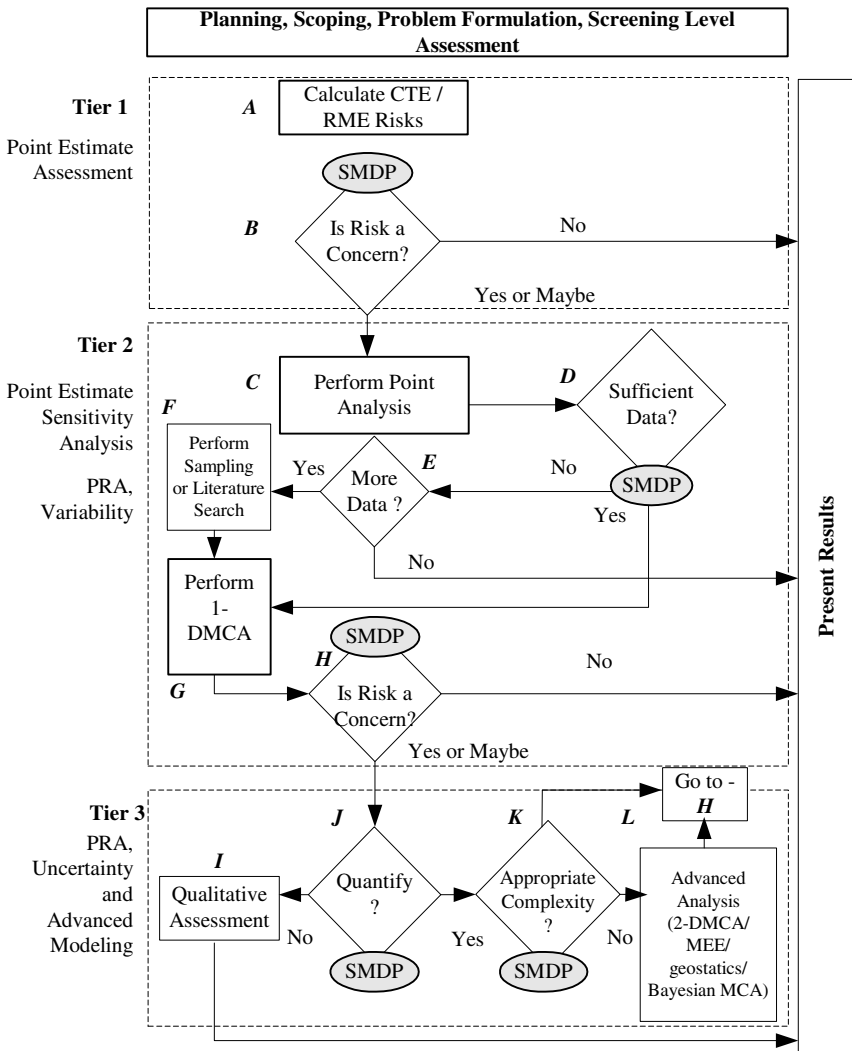 Planning, Scoping, Problem Formulation, Screening Level
Assessment
Tier 1
Point Estimate
Assessment
A
Calculate CTE /
RME Risks
SMDP
B
Is Risk a
Concern?
No
Yes or Maybe
Tier 2
Point Estimate
Sensitivity
Analysis
PRA,
Variability
C
Perform Point
Analysis
D
Sufficient
Data?
SMDP
No
Yes
E
More
Data ?
Yes
No
F
Perform
Sampling
or Literature
Search
Perform
1-
DMCA
G
SMDP
H
Is Risk a
Concern?
No
Yes or Maybe
Tier 3
PRA,
Uncertainty
and
Advanced
Modeling
I
Qualitative
Assessment
J
Quantify
?
SMDP
No
Yes
K
Appropriate
Complexity
?
SMDP
No
L
Go to -
H
Advanced
Analysis
(2-DMCA/
MEE/
geostatics/
Bayesian MCA)
Present Results